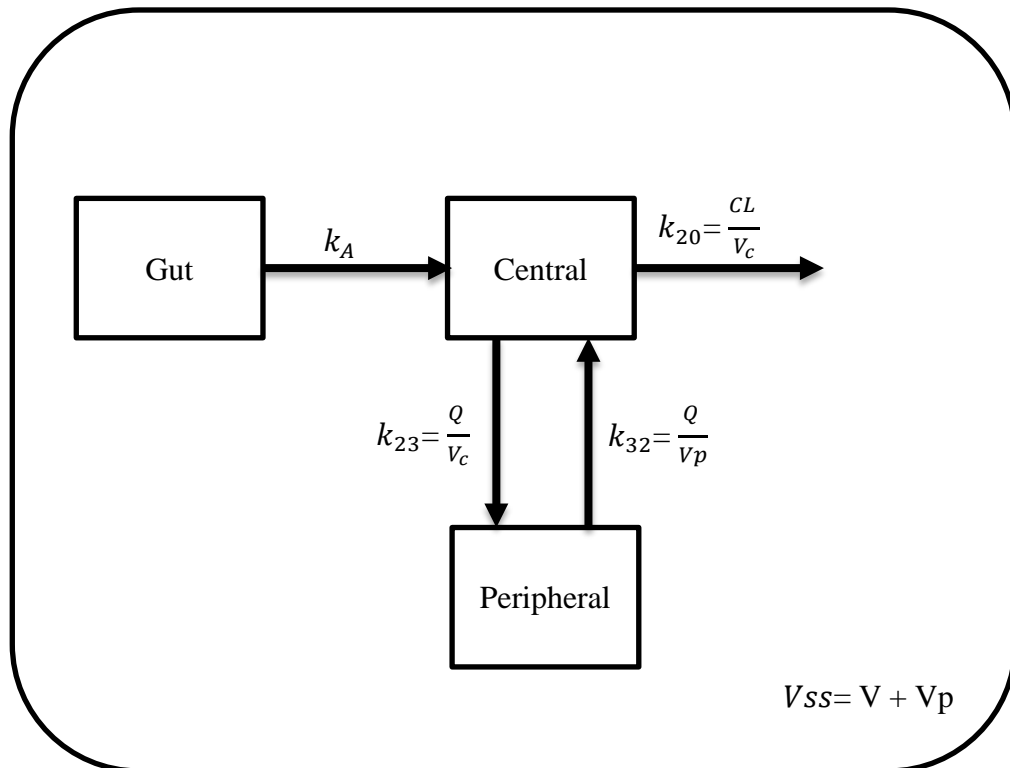 Gut
k_A
Central
k_20= CL/V_c
k_23= Q/V_c
k_32= Q/Vp
Peripheral
Vss= V + Vp